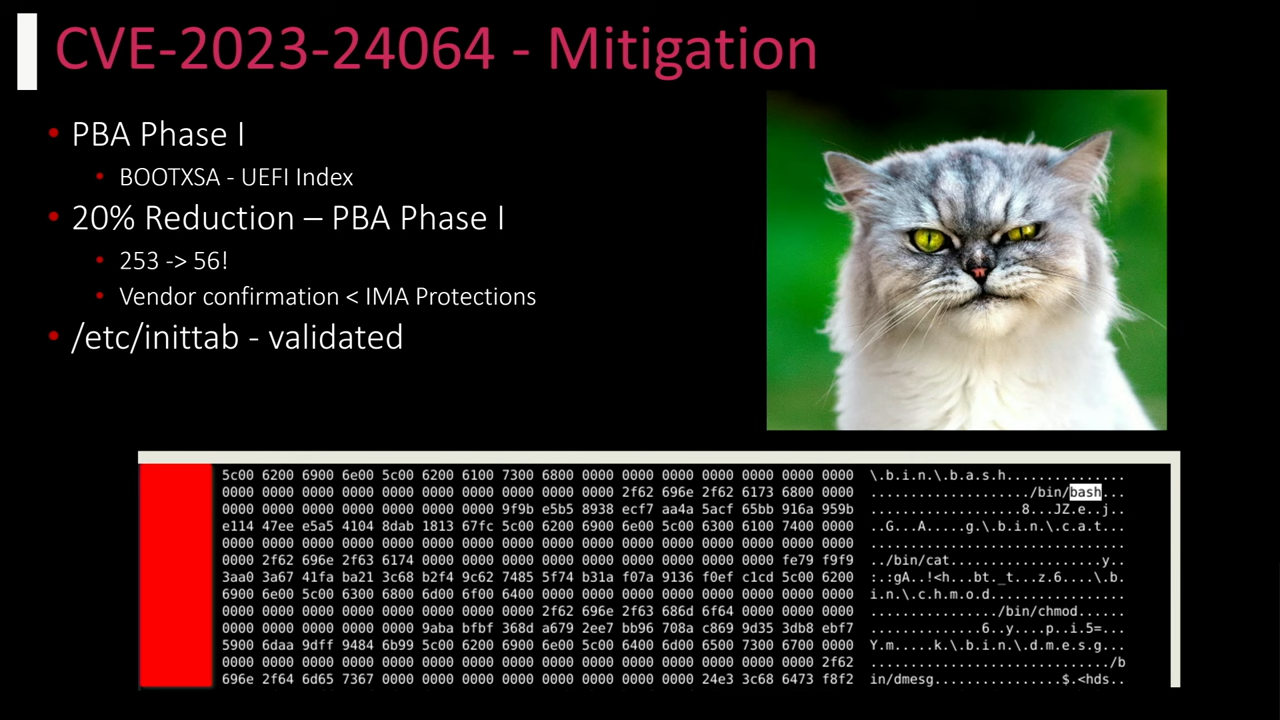 CVE-2023-24064 - Mitigation
• PBA Phase I
• BOOTXSA - UEFI Index
• 20% Reduction – PBA Phase I
• 253 -> 56!
• Vendor confirmation < IMA Protections
• /etc/inittab - validated
5c00 6200 6900 6e00 5c00 6200 6100 7300 6800 0000 0000 0000 0000 0000 0000 0000 \.b.i.n.\.b.a.s.h...............
0000 0000 0000 0000 0000 0000 0000 0000 0000 0000 2f62 696e 2f62 6173 6800 0000 ..................../bin/bash...
0000 0000 0000 0000 0000 0000 0000 9f9b e5b5 8938 ecf7 aa4a 5acf 65bb 916a 959b ...................8...JZ.e..j..
e114 47ee e5a5 4104 8dab 1813 67fc 5c00 6200 6900 6e00 5c00 6300 6100 7400 0000 ..G...A.....g.\.b.i.n.\.c.a.t...
0000 0000 0000 0000 0000 0000 0000 0000 0000 0000 0000 0000 0000 0000 0000 0000 ................................
0000 2f62 696e 2f63 6174 0000 0000 0000 0000 0000 0000 0000 0000 0000 fe79 f9f9 ../bin/cat...................y..
3aa0 3a67 41fa ba21 3c68 b2f4 9c62 7485 5f74 b31a f07a 9136 f0ef c1cd 5c00 6200 :.:gA..!<h...bt._t...z.6....\.b.
6900 6e00 5c00 6300 6800 6d00 6f00 6400 0000 0000 0000 0000 0000 0000 0000 0000 i.n.\.c.h.m.o.d.................
0000 0000 0000 0000 0000 0000 0000 0000 2f62 696e 2f63 686d 6f64 0000 0000 0000 ................/bin/chmod......
0000 0000 0000 0000 0000 9aba bfbf 368d a679 2ee7 bb96 708a c869 9d35 3db8 ebf7 ..............6..y....p..i.5=...
5900 6daa 9dff 9484 6b99 5c00 6200 6900 6e00 5c00 6400 6d00 6500 7300 6700 0000 Y.m.....k.\.b.i.n.\.d.m.e.s.g...
0000 0000 0000 0000 0000 0000 0000 0000 0000 0000 0000 0000 0000 0000 0000 2f62 ............................../b
696e 2f64 6d65 7367 0000 0000 0000 0000 0000 0000 0000 0000 24e3 3c68 6473 f8f2 in/dmesg................$.<hds..